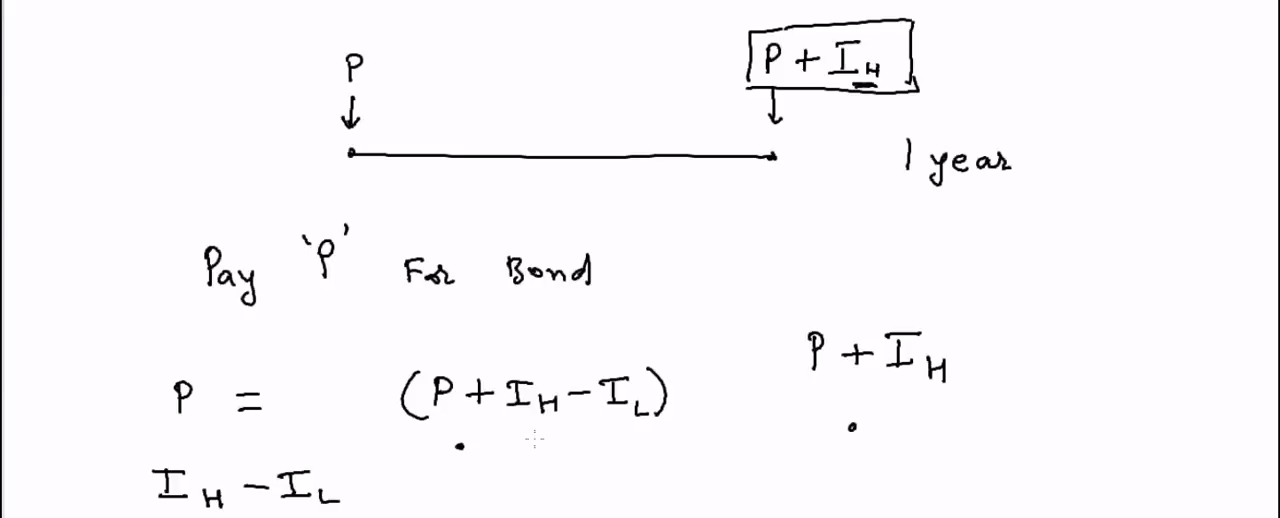 P P + I_H
1 year
Pay 'P' For Bond
P + I_H
P = (P + I_H - I_L)
I_H - I_L